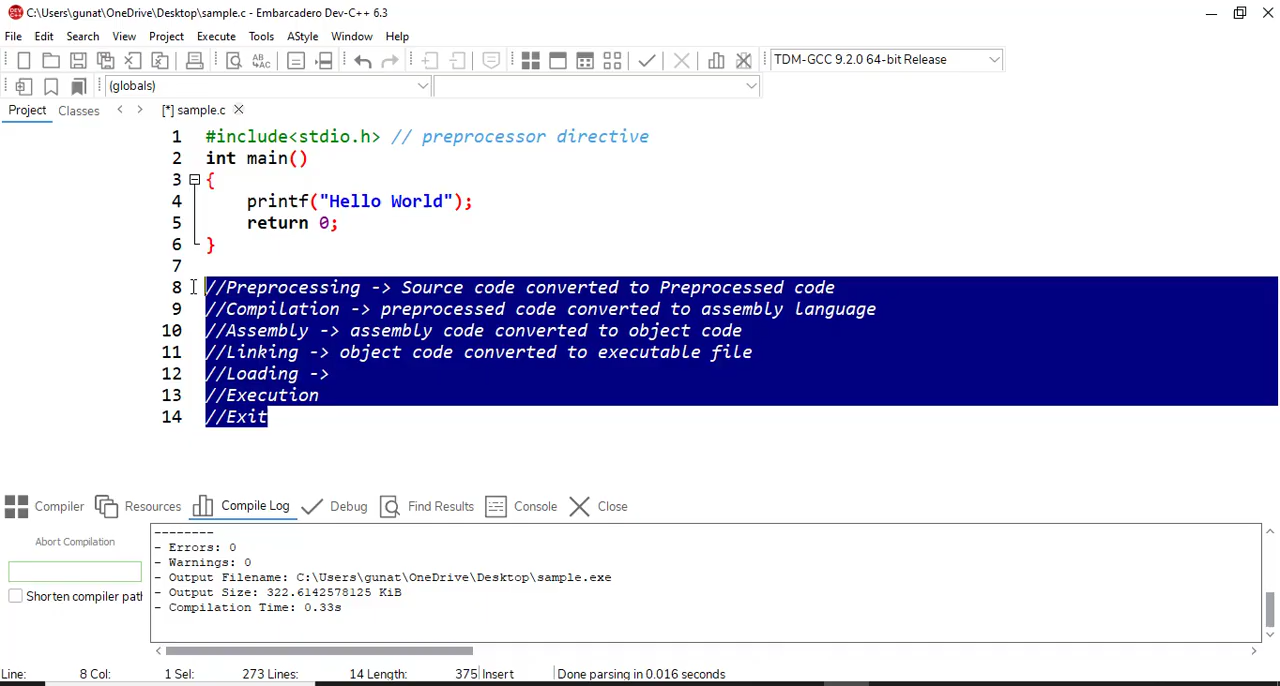 C:\Users\gunat\OneDrive\Desktop\sample.c - Embarcadero Dev-C++ 6.3
File Edit Search View Project Execute Tools AStyle Window Help
TDM-GCC 9.2.0 64-bit Release
(globals)
Project Classes [*] sample.c
1 #include<stdio.h> // preprocessor directive
2 int main()
3 {
4 printf("Hello World");
5 return 0;
6 }
7
8 //Preprocessing -> Source code converted to Preprocessed code
9 //Compilation -> preprocessed code converted to assembly language
10 //Assembly -> assembly code converted to object code
11 //Linking -> object code converted to executable file
12 //Loading ->
13 //Execution
14 //Exit
Compiler Resources Compile Log Debug Find Results Console Close
Abort Compilation
Shorten compiler path
--------
- Errors: 0
- Warnings: 0
- Output Filename: C:\Users\gunat\OneDrive\Desktop\sample.exe
- Output Size: 322.6142578125 KiB
- Compilation Time: 0.33s
Line: 8 Col: 1 Sel: 273 Lines: 14 Length: 375 Insert Done parsing in 0.016 seconds